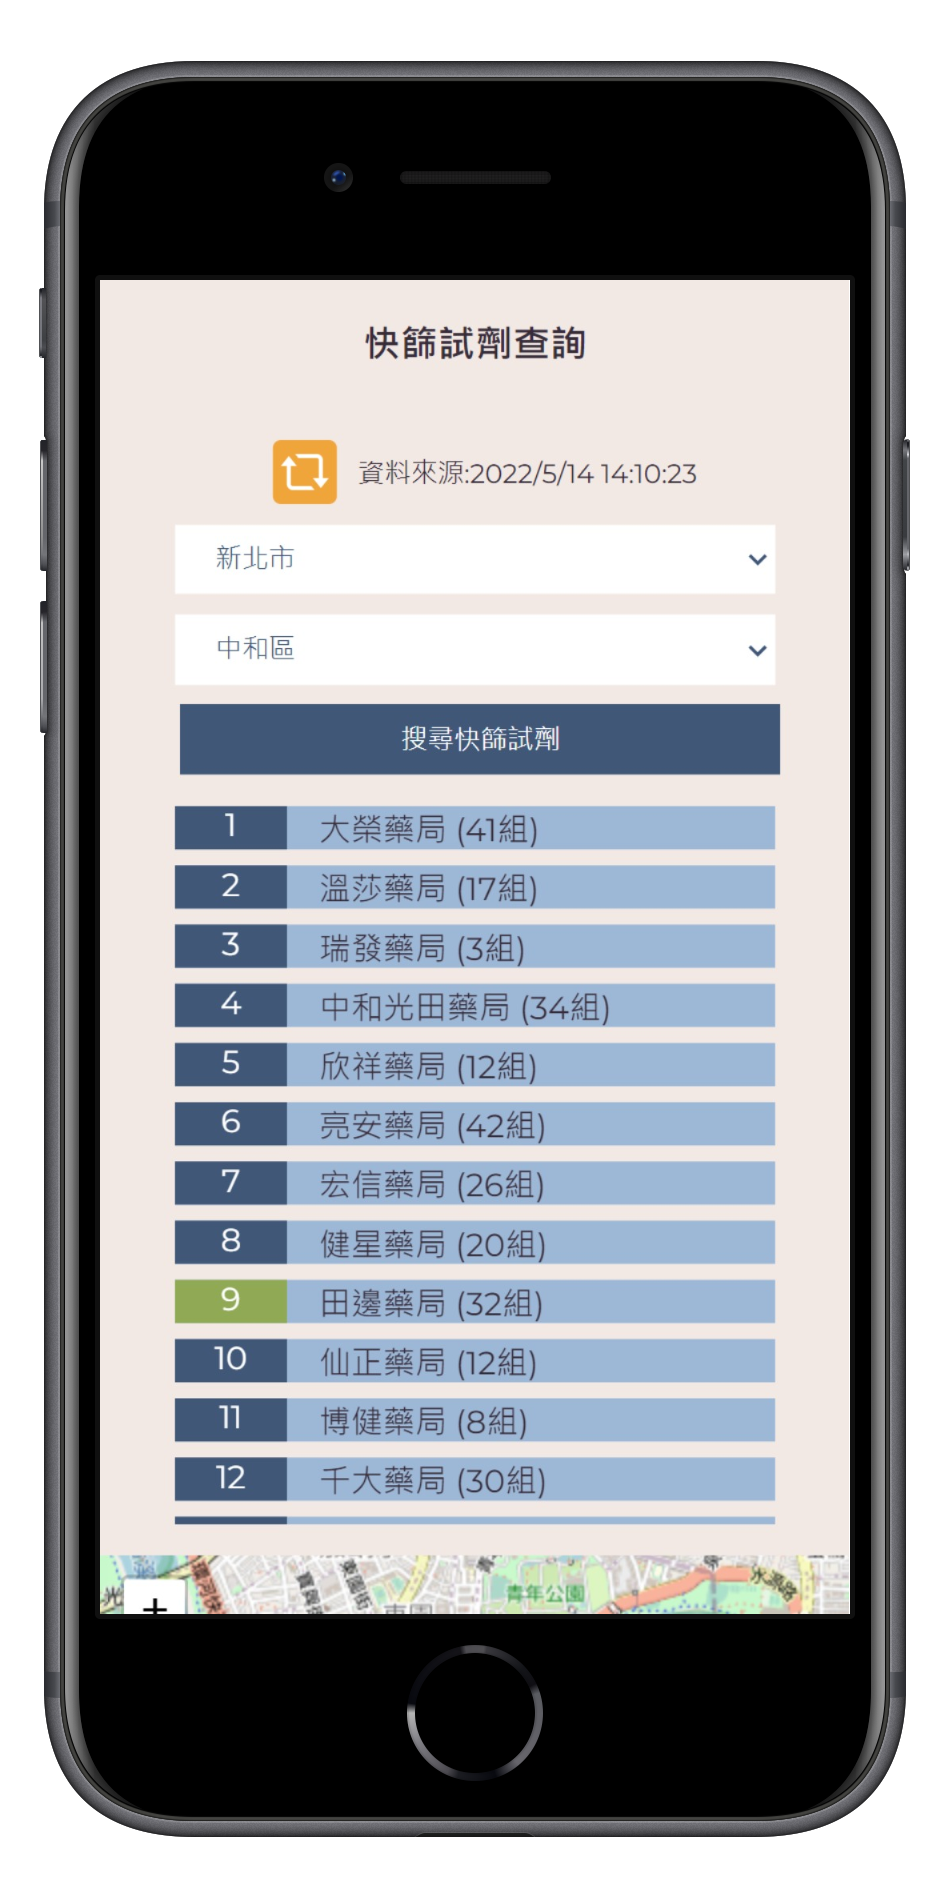 快篩試劑查詢
資料來源:2022/5/14 14:10:23
新北市
中和區
搜尋快篩試劑
1 大榮藥局 (41組)
2 溫莎藥局 (17組)
3 瑞發藥局 (3組)
4 中和光田藥局 (34組)
5 欣祥藥局 (12組)
6 亮安藥局 (42組)
7 宏信藥局 (26組)
8 健星藥局 (20組)
9 田邊藥局 (32組)
10 仙正藥局 (12組)
11 博健藥局 (8組)
12 千大藥局 (30組)
青年公園
水源路
+